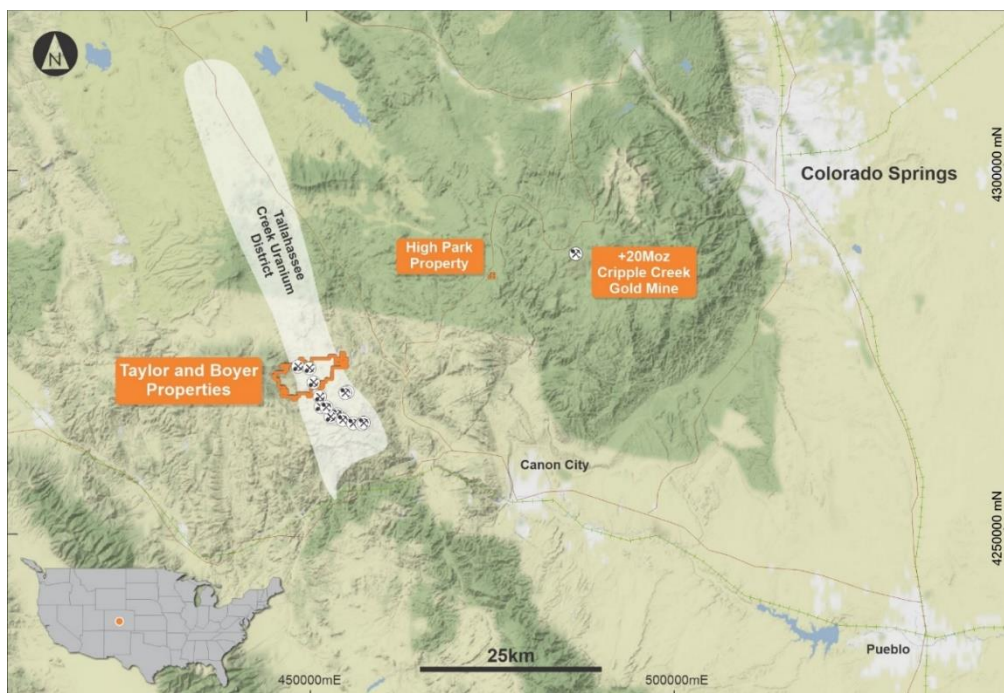 N
Colorado Springs
4300000 mN
Tallahassee
Creek Uranium
District
High Park
Property
+20Moz
Cripple Creek
Gold Mine
Taylor and Boyer
Properties
Canon City
4250000 mN
Pueblo
25km
450000mE
500000mE